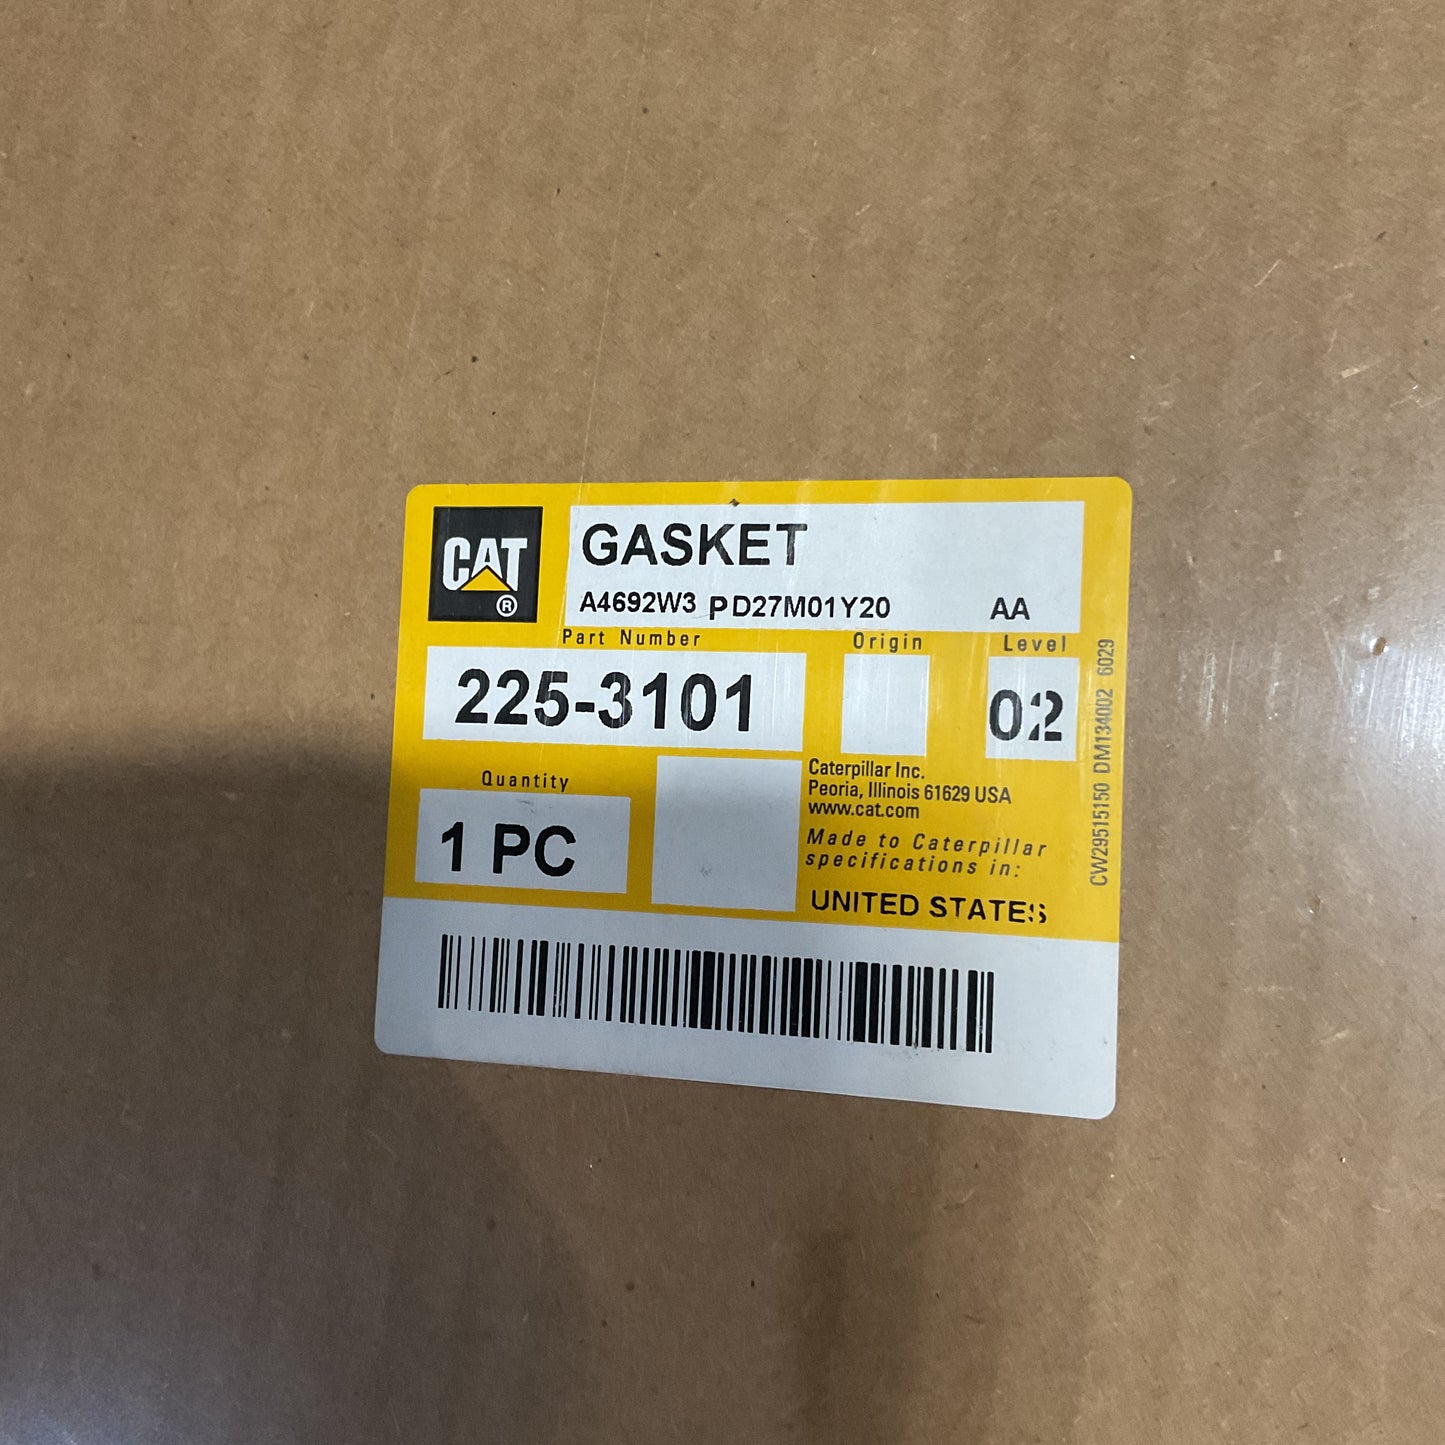 CAT
®
GASKET
A4692W3 PD27M01Y20 AA
Part Number Origin Level
225-3101 02
Quantity
1 PC
Caterpillar Inc.
Peoria, Illinois 61629 USA
www.cat.com
Made to Caterpillar
specifications in:
UNITED STATES
CW29515150 DM134002 6029